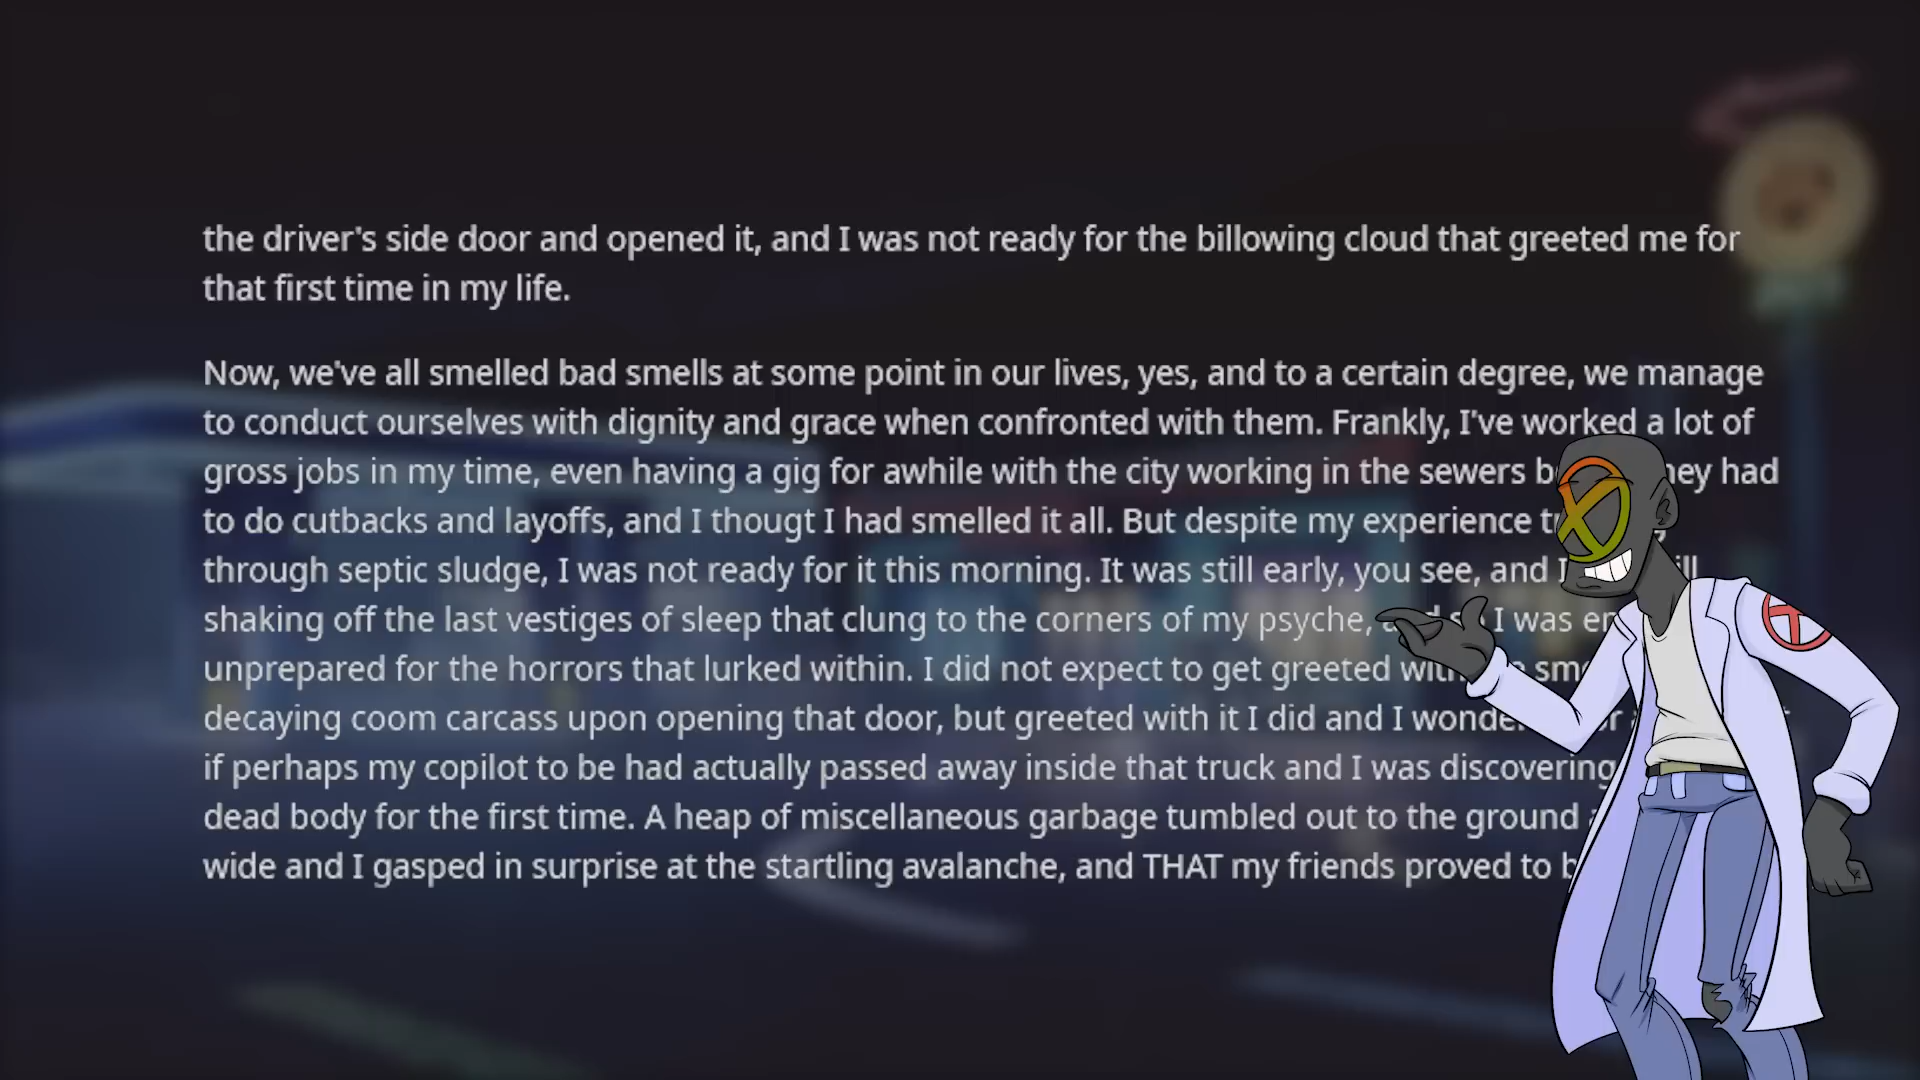 the driver's side door and opened it, and I was not ready for the billowing cloud that greeted me for
that first time in my life.
Now, we've all smelled bad smells at some point in our lives, yes, and to a certain degree, we manage
to conduct ourselves with dignity and grace when confronted with them. Frankly, I've worked a lot of
gross jobs in my time, even having a gig for awhile with the city working in the sewers had
to do cutbacks and layoffs, and I thougt I had smelled it all. But despite my experience
through septic sludge, I was not ready for it this morning. It was still early, you see, and I
shaking off the last vestiges of sleep that clung to the corners of my psyche, I was
unprepared for the horrors that lurked within. I did not expect to get greeted
decaying coom carcass upon opening that door, but greeted with it I did and I
if perhaps my copilot to be had actually passed away inside that truck and I was discovering
dead body for the first time. A heap of miscellaneous garbage tumbled out to the ground
wide and I gasped in surprise at the startling avalanche, and THAT my friends proved to